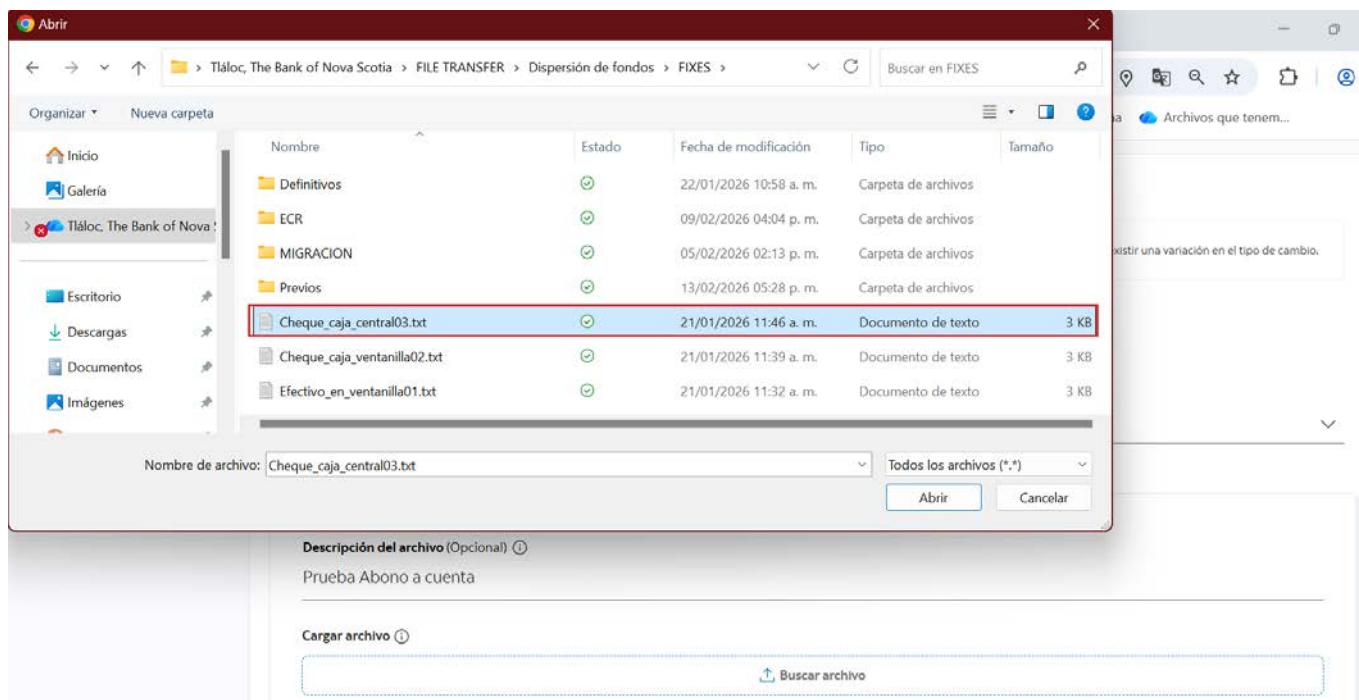 Abrir
Tláloc, The Bank of Nova Scotia > FILE TRANSFER > Dispersión de fondos > FIXES >
Buscar en FIXES
Organizar
Nueva carpeta
Archivos que tenem...
Nombre
Estado
Fecha de modificación
Tipo
Tamaño
Inicio
Galería
Tláloc, The Bank of Nova
Escritorio
Descargas
Documentos
Imágenes
Definitivos 22/01/2026 10:58 a. m. Carpeta de archivos
ECR 09/02/2026 04:04 p. m. Carpeta de archivos
MIGRACION 05/02/2026 02:13 p. m. Carpeta de archivos
Previos 13/02/2026 05:28 p. m. Carpeta de archivos
Cheque_caja_central03.txt 21/01/2026 11:46 a. m. Documento de texto 3 KB
Cheque_caja_ventanilla02.txt 21/01/2026 11:39 a. m. Documento de texto 3 KB
Efectivo_en_ventanilla01.txt 21/01/2026 11:32 a. m. Documento de texto 3 KB
una variación en el tipo de cambio.
Nombre de archivo: Cheque_caja_central03.txt
Todos los archivos (*.*)
Abrir
Cancelar
Descripción del archivo (Opcional)
Prueba Abono a cuenta
Cargar archivo
Buscar archivo